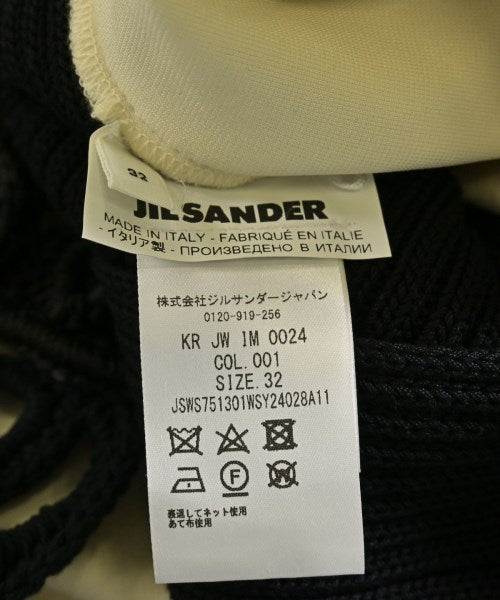 32
JIL SANDER
MADE IN ITALY - FABRIQUÉ EN ITALIE
- イタリア製 - ПРОИЗВЕДЕНО В ИТАЛИИ
株式会社ジルサンダージャパン
0120-919-256
KR JW IM 0024
COL.001
SIZE.32
JSWS751301WSY24028A11
F
裏返してネット使用
あて布使用